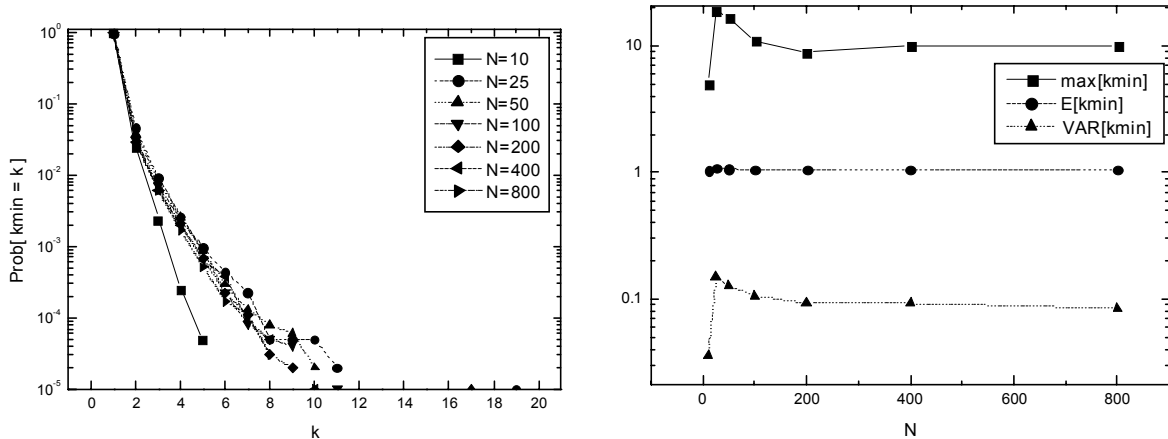 10^0
10^-1
10^-2
10^-3
10^-4
10^-5
Prob[ kmin = k]
0 2 4 6 8 10 12 14 16 18 20
k
N=10
N=25
N=50
N=100
N=200
N=400
N=800
10
1
0.1
0 200 400 600 800
N
max[kmin]
E[kmin]
VAR[kmin]